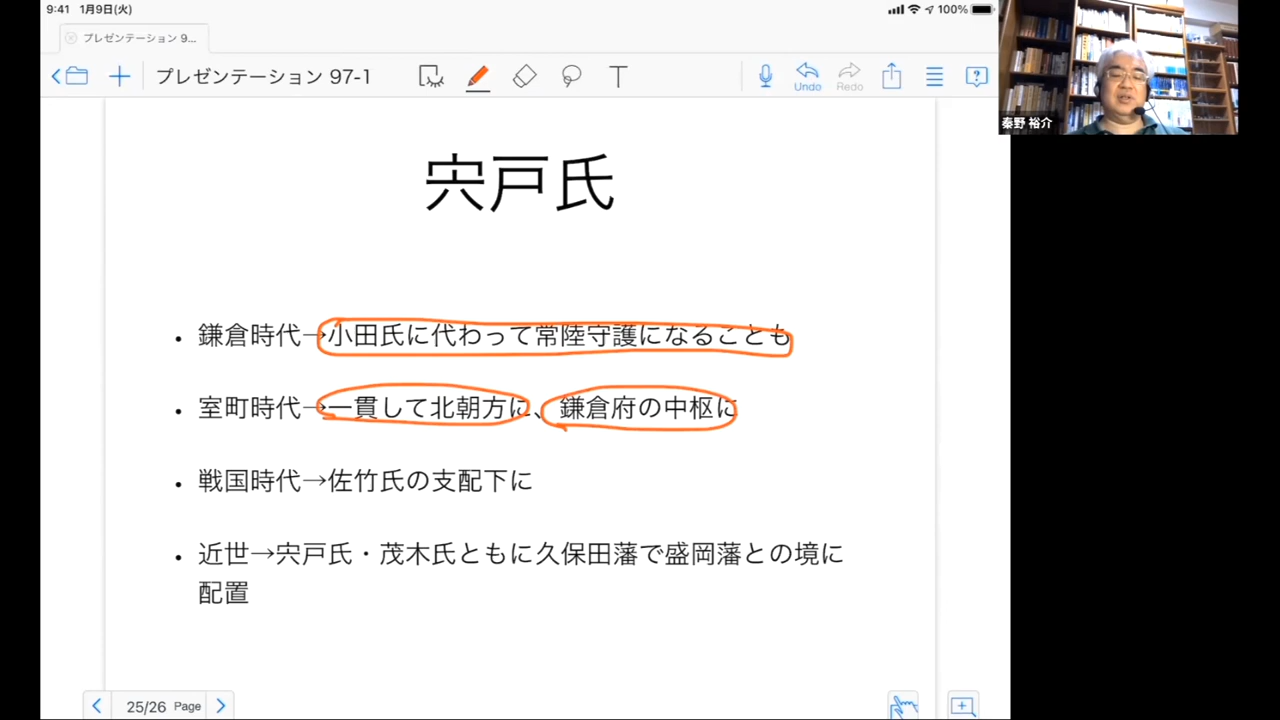 9:41 1月9日(火)
100%
プレゼンテーション 9...
プレゼンテーション 97-1
Undo
Redo
秦野 裕介
宍戸氏
• 鎌倉時代→小田氏に代わって常陸守護になることも
• 室町時代→一貫して北朝方に、鎌倉府の中枢に
• 戦国時代→佐竹氏の支配下に
• 近世→宍戸氏・茂木氏ともに久保田藩で盛岡藩との境に
配置
25/26 Page